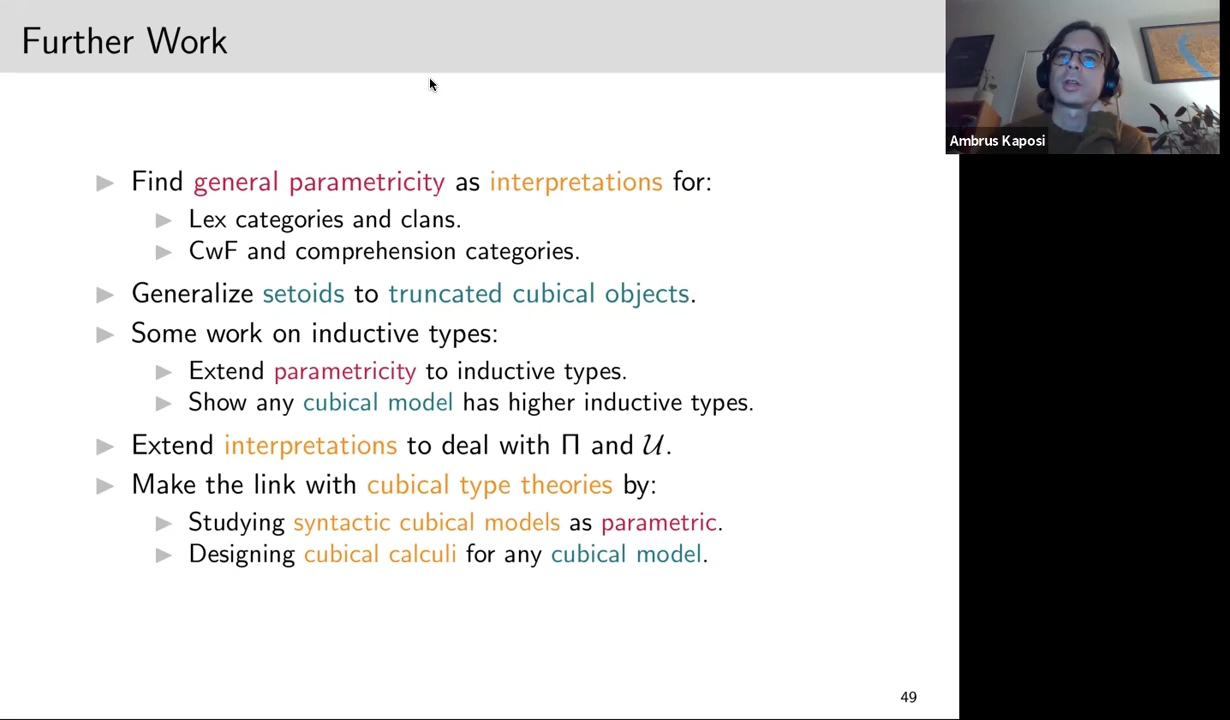 Further Work
Ambrus Kaposi
▶ Find general parametricity as interpretations for:
▶ Lex categories and clans.
▶ CwF and comprehension categories.
▶ Generalize setoids to truncated cubical objects.
▶ Some work on inductive types:
▶ Extend parametricity to inductive types.
▶ Show any cubical model has higher inductive types.
▶ Extend interpretations to deal with Π and 𝒰.
▶ Make the link with cubical type theories by:
▶ Studying syntactic cubical models as parametric.
▶ Designing cubical calculi for any cubical model.
49